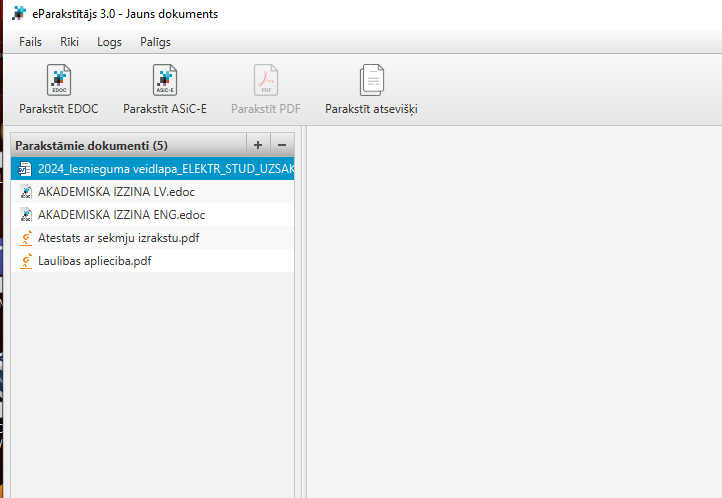 eParakstītājs 3.0 - Jauns dokuments
Fails Rīki Logs Palīgs
EDOC ASiC-E PDF
Parakstīt EDOC Parakstīt ASiC-E Parakstīt PDF Parakstīt atsevišķi
Parakstāmie dokumenti (5) + −
2024_Iesnieguma veidlapa_ELEKTR_STUD_UZSAK
AKADEMISKA IZZINA LV.edoc
AKADEMISKA IZZINA ENG.edoc
Atestats ar sekmju izrakstu.pdf
Laulibas aplieciba.pdf